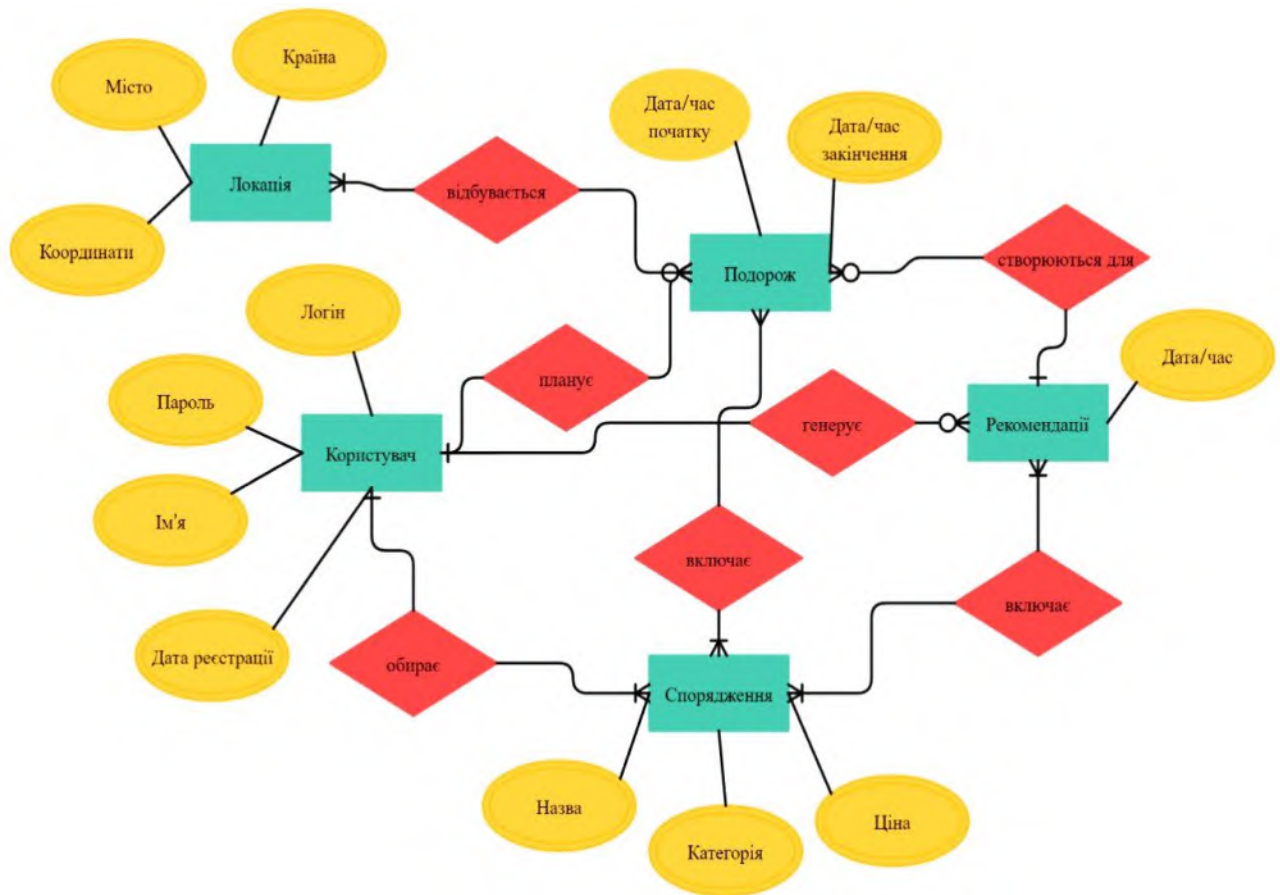 Країна
Місто
Дата/час
початку
Дата/час
закінчення
Локація
відбувається
Координати
Подорож
створюються для
Логін
Дата/час
Пароль
планує
генерує
Рекомендації
Користувач
Ім'я
включає
включає
Дата реєстрації
обирає
Спорядження
Назва
Ціна
Категорія